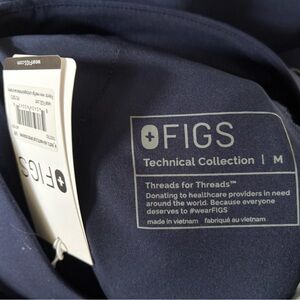 FIGS
Technical Collection | M
Threads for Threads™
Donating to healthcare providers in need
around the world. Because everyone
deserves to #wearFIGS
made in vietnam fabriqué au vietnam
FIGS